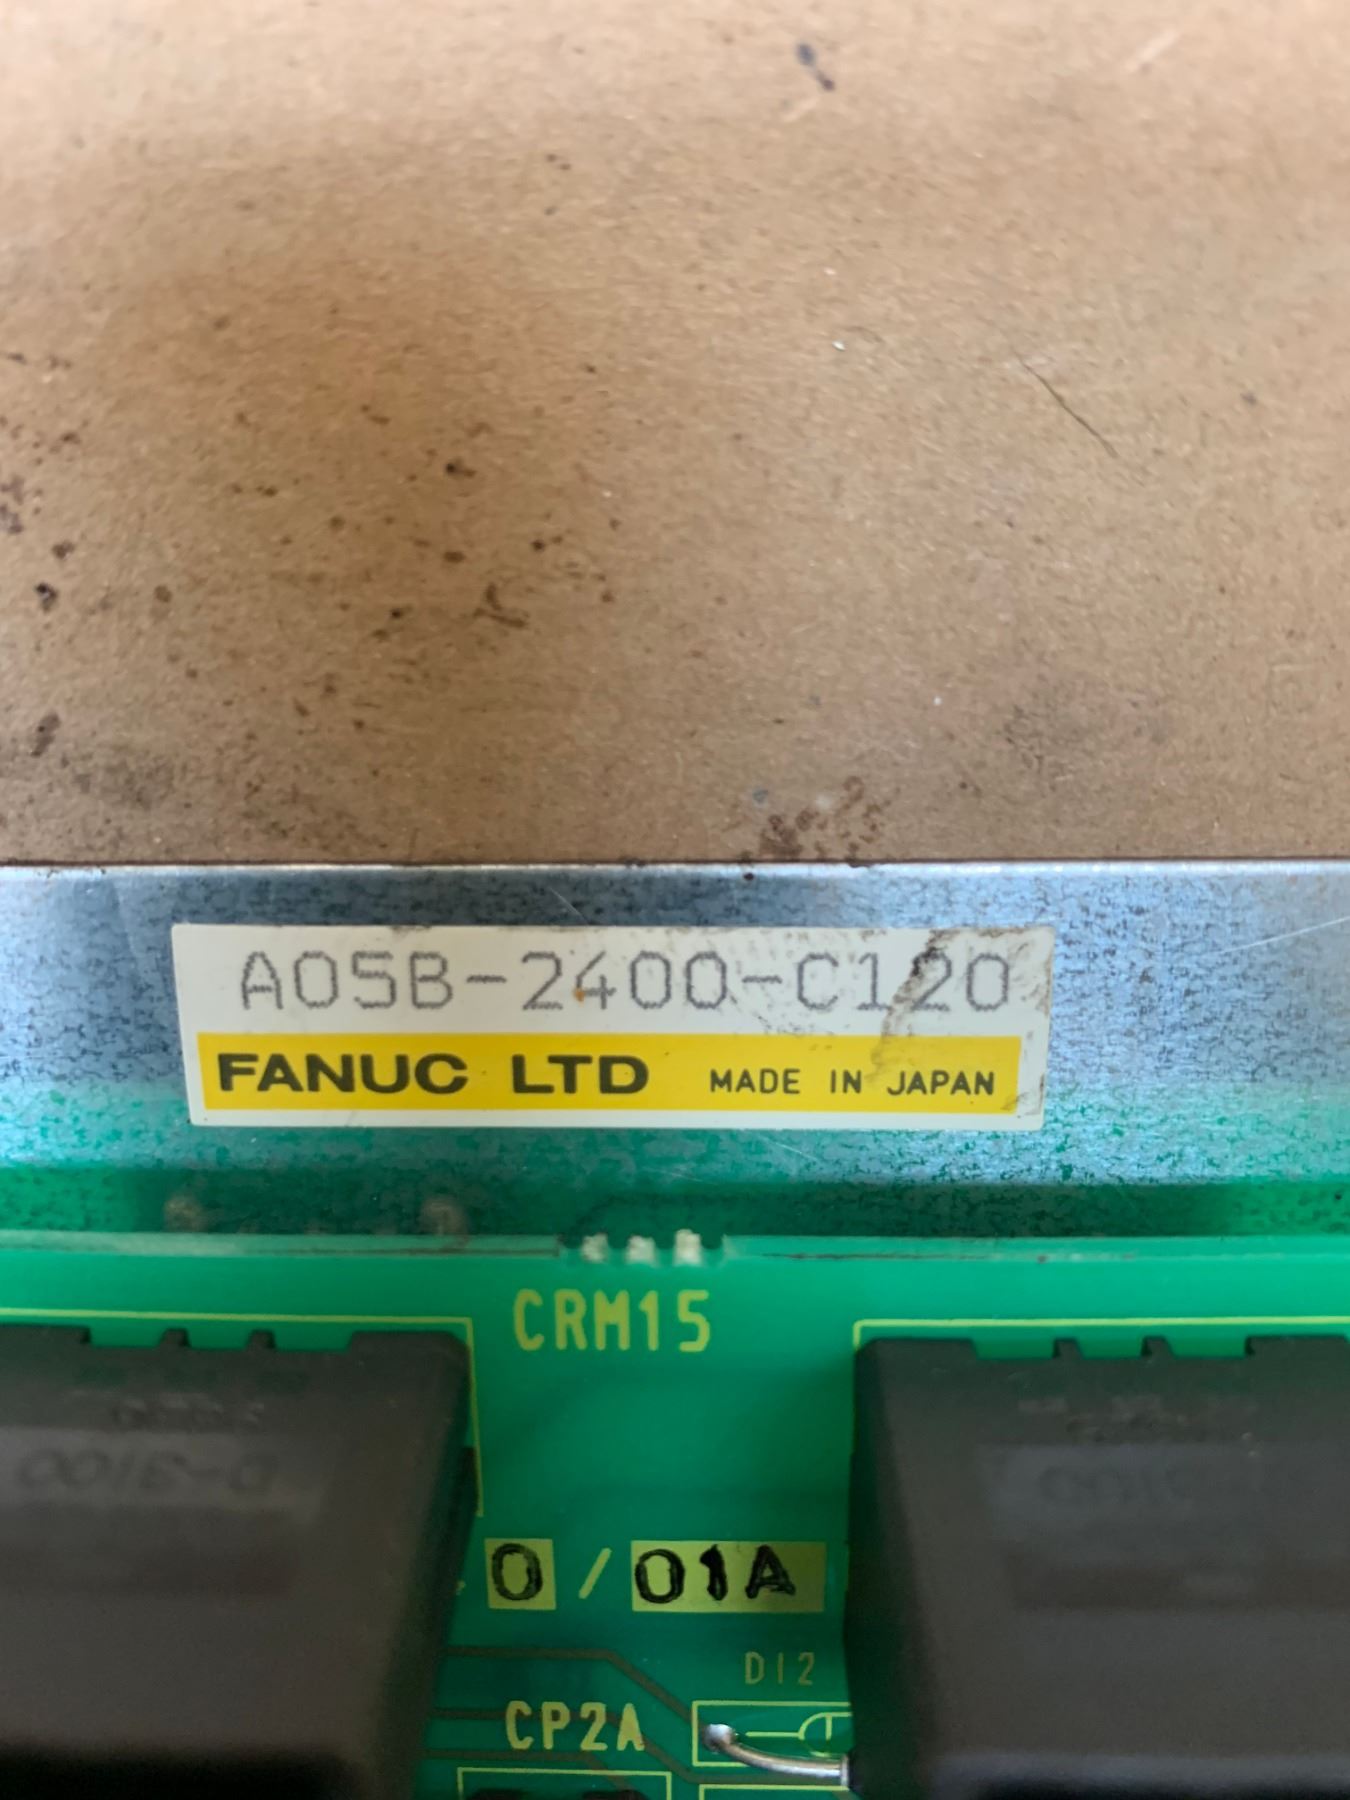 A05B-2400-C120
FANUC LTD MADE IN JAPAN
CRM15
0/01A
DI2
CP2A